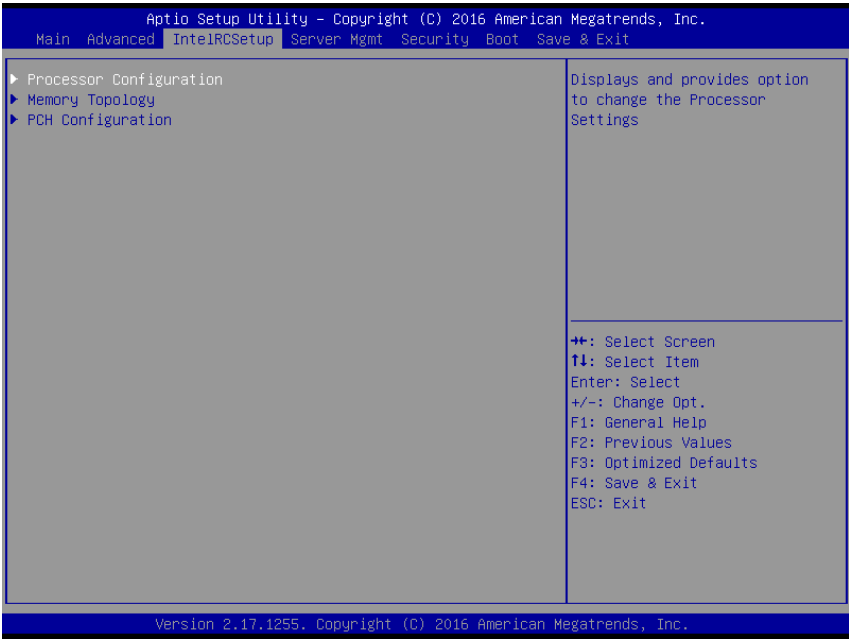 Aptio Setup Utility – Copyright (C) 2016 American Megatrends, Inc.
Main Advanced IntelRCSetup Server Mgmt Security Boot Save & Exit
▶ Processor Configuration
▶ Memory Topology
▶ PCH Configuration
Displays and provides option
to change the Processor
Settings
→←: Select Screen
↑↓: Select Item
Enter: Select
+/-: Change Opt.
F1: General Help
F2: Previous Values
F3: Optimized Defaults
F4: Save & Exit
ESC: Exit
Version 2.17.1255. Copyright (C) 2016 American Megatrends, Inc.